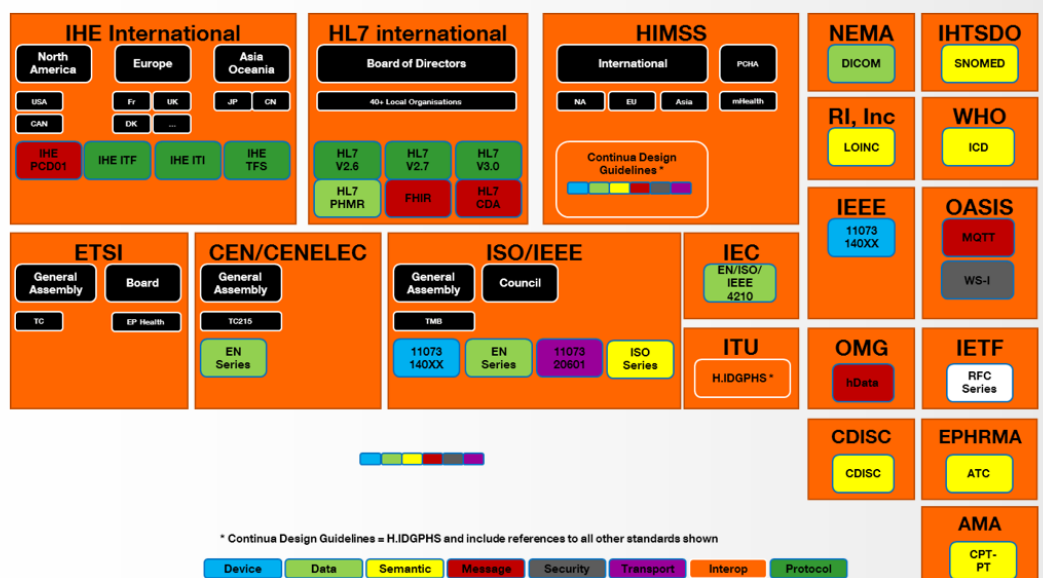 IHE International
North
America
Europe
Asia
Oceania
USA
Fr
UK
JP
CN
CAN
DK
...
IHE
PCD01
IHE ITF
IHE ITI
IHE
TFS
HL7 international
Board of Directors
40+ Local Organisations
HL7
V2.6
HL7
V2.7
HL7
V3.0
HL7
PHMR
FHIR
HL7
CDA
HIMSS
International
PCHA
NA
EU
Asia
mHealth
Continua Design
Guidelines *
NEMA
DICOM
IHTSDO
SNOMED
RI, Inc
LOINC
WHO
ICD
IEEE
11073
140XX
OASIS
MQTT
WS-I
ETSI
General
Assembly
Board
TC
EP Health
CEN/CENELEC
General
Assembly
TC215
EN
Series
ISO/IEEE
General
Assembly
Council
TMB
11073
140XX
EN
Series
11073
20601
ISO
Series
IEC
EN/ISO/
IEEE
4210
ITU
H.IDGPHS *
OMG
hData
IETF
RFC
Series
CDISC
CDISC
EPHRMA
ATC
AMA
CPT-
PT
* Continua Design Guidelines = H.IDGPHS and include references to all other standards shown
Device
Data
Semantic
Message
Security
Transport
Interop
Protocol